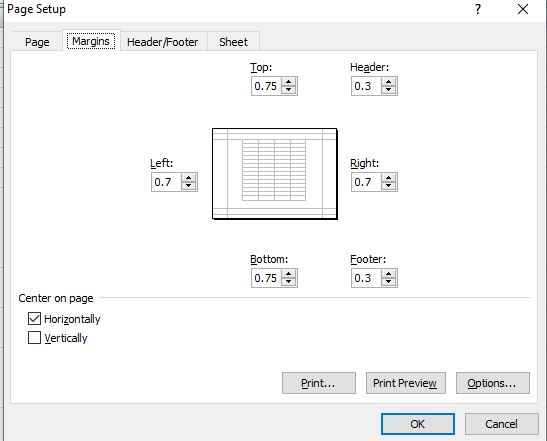 Page Setup ? ×
Page Margins Header/Footer Sheet
Top: Header:
0.75 0.3
Left: Right:
0.7 0.7
Bottom: Footer:
0.75 0.3
Center on page
Horizontally
Vertically
Print... Print Preview Options...
OK Cancel